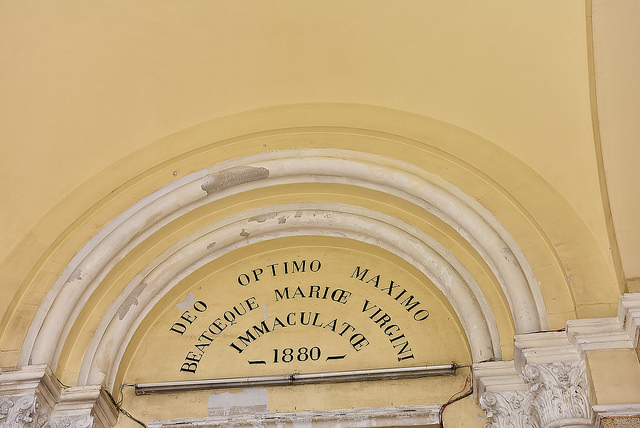 DEO OPTIMO MAXIMO
BEATŒQUE MARIŒ VIRGINI
IMMACULATŒ
– 1880 –